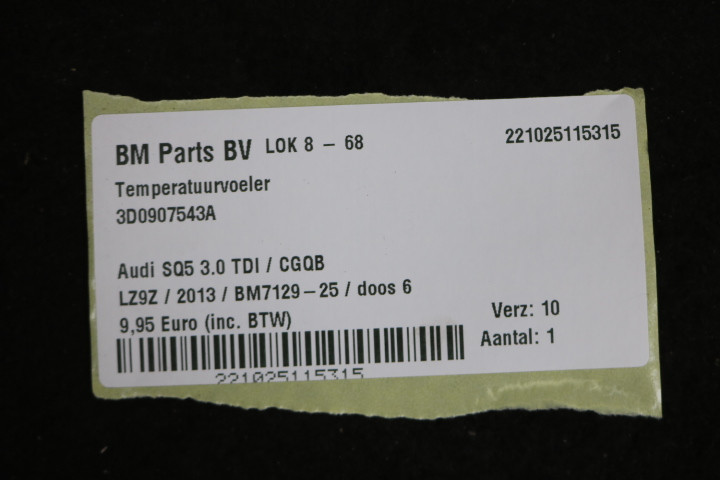 BM Parts BV LOK 8 – 68 221025115315
Temperatuurvoeler
3D0907543A
Audi SQ5 3.0 TDI / CGQB
LZ9Z / 2013 / BM7129–25 / doos 6
9,95 Euro (inc. BTW)
Verz: 10
Aantal: 1
221025115315